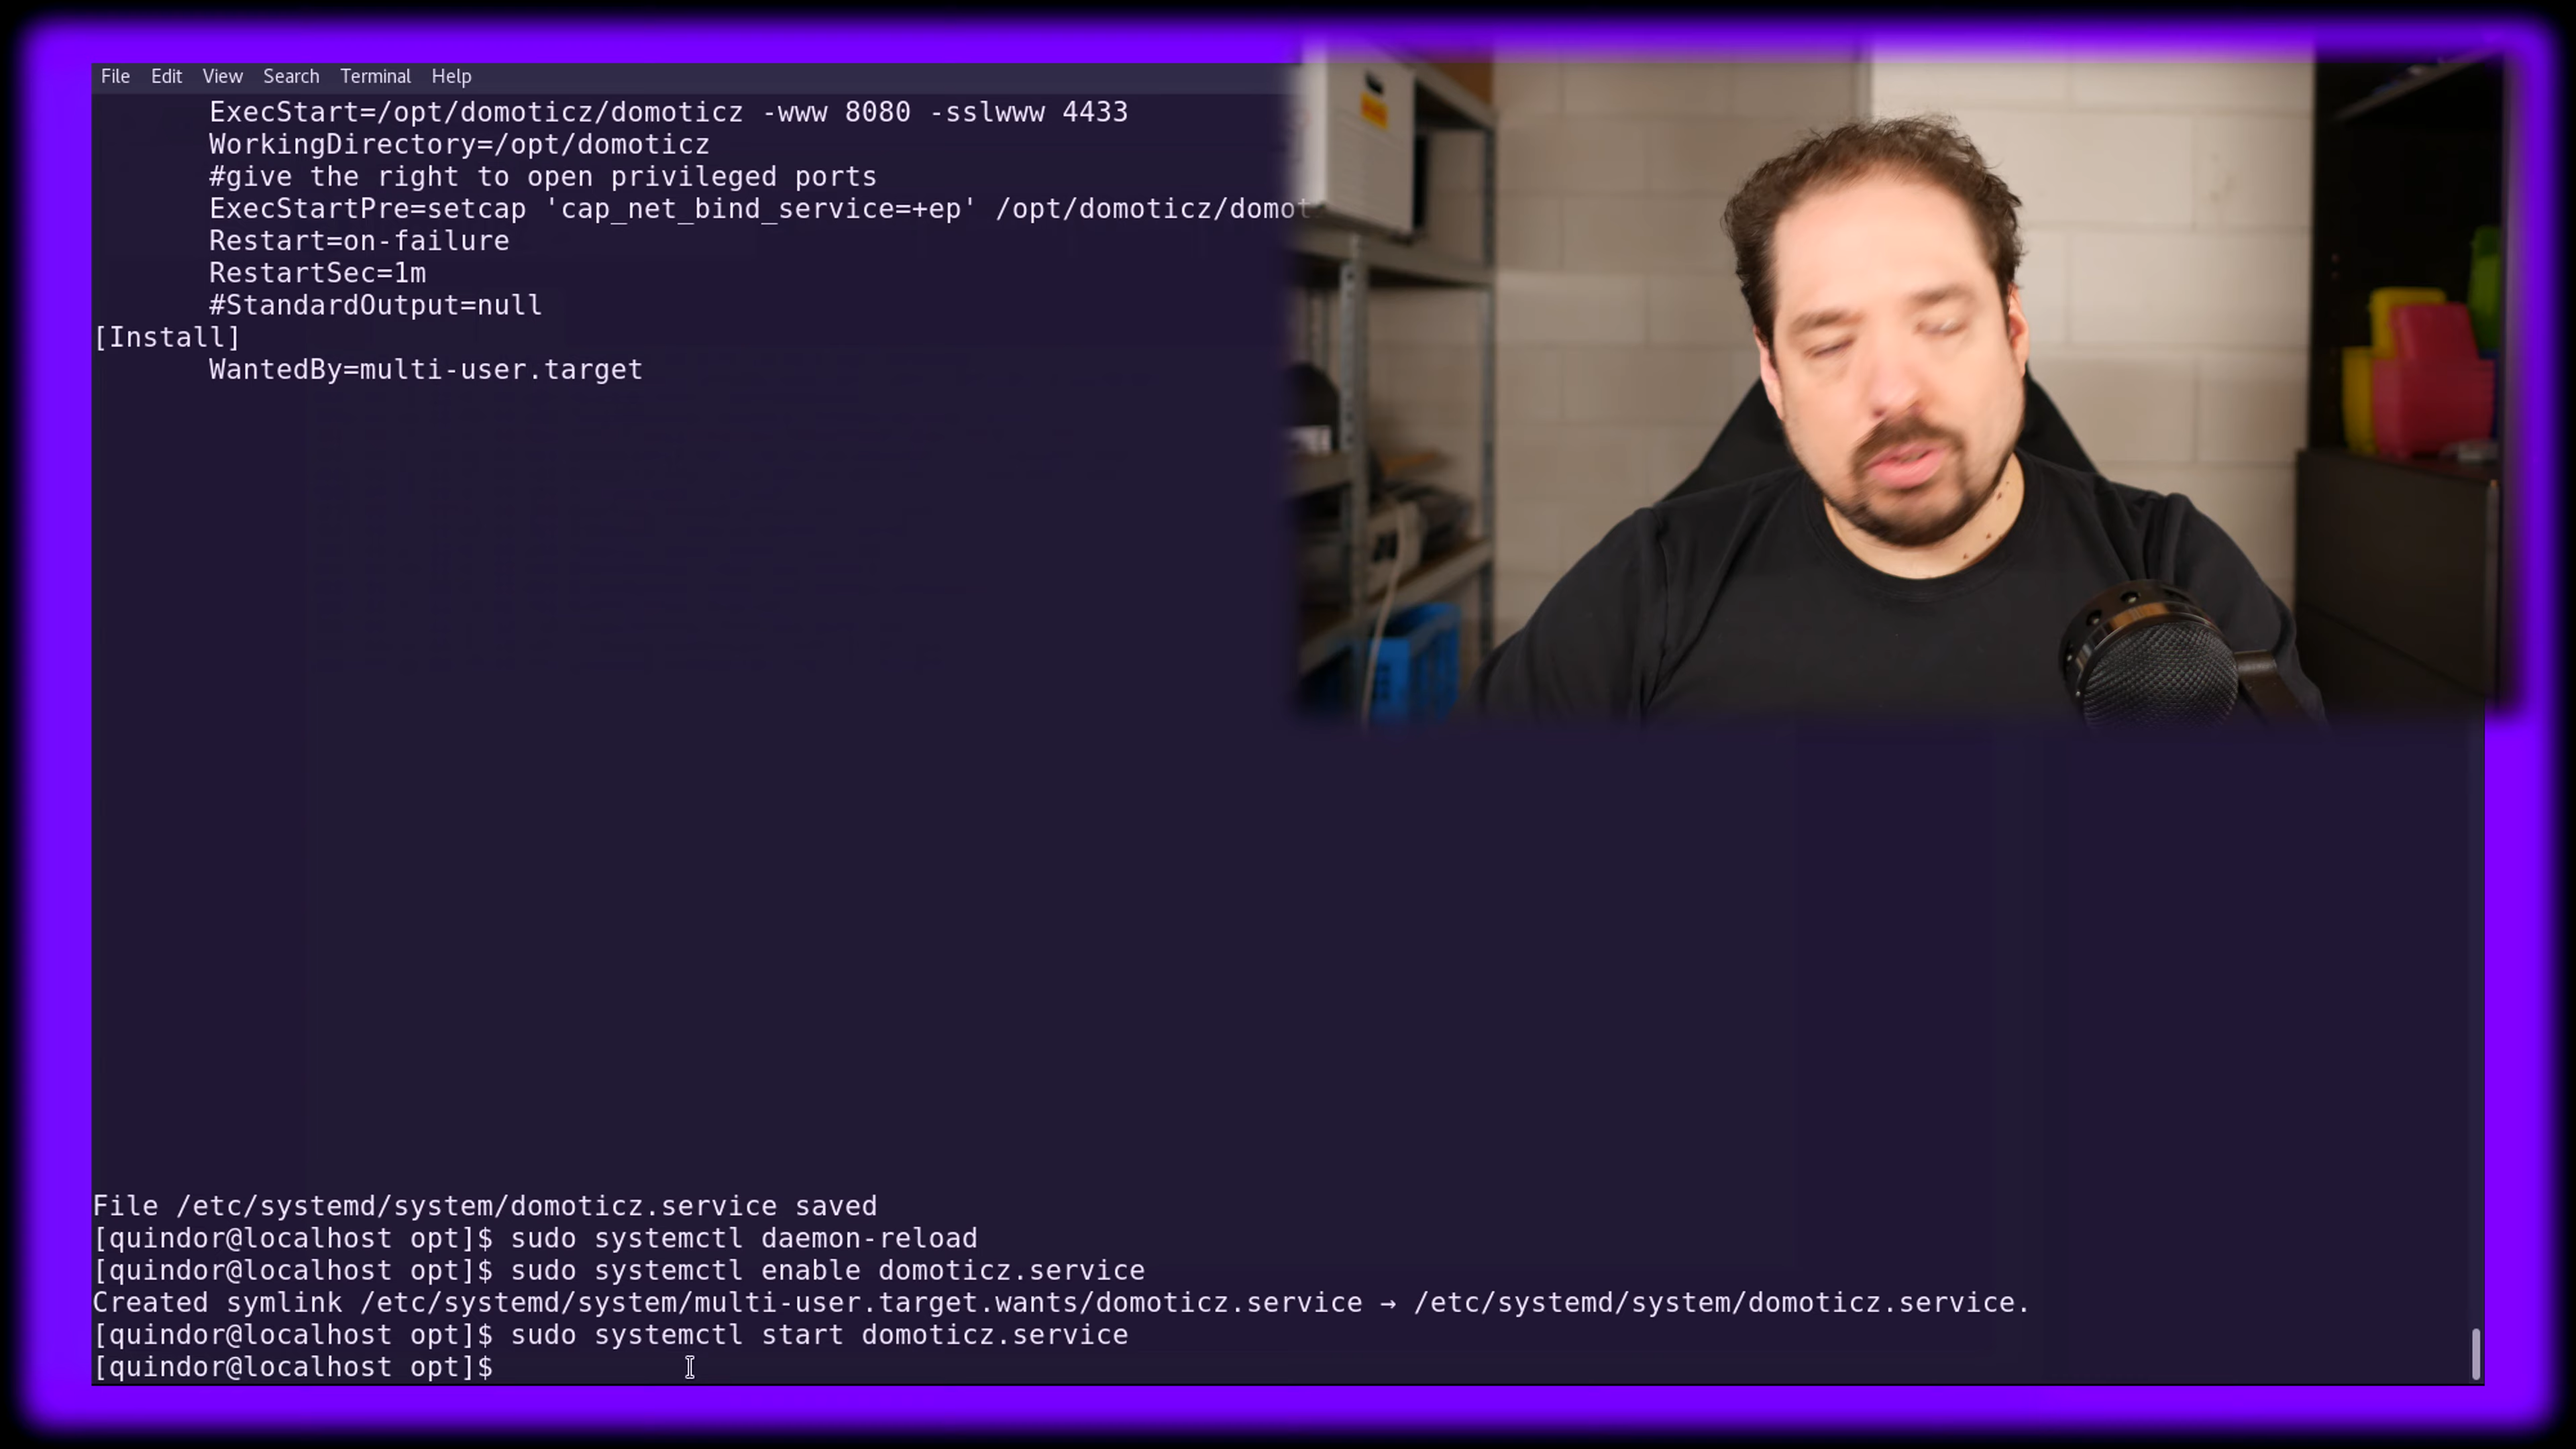 File Edit View Search Terminal Help
ExecStart=/opt/domoticz/domoticz -www 8080 -sslwww 4433
WorkingDirectory=/opt/domoticz
#give the right to open privileged ports
ExecStartPre=setcap 'cap_net_bind_service=+ep' /opt/domoticz/domot
Restart=on-failure
RestartSec=1m
#StandardOutput=null
[Install]
WantedBy=multi-user.target
File /etc/systemd/system/domoticz.service saved
[quindor@localhost opt]$ sudo systemctl daemon-reload
[quindor@localhost opt]$ sudo systemctl enable domoticz.service
Created symlink /etc/systemd/system/multi-user.target.wants/domoticz.service → /etc/systemd/system/domoticz.service.
[quindor@localhost opt]$ sudo systemctl start domoticz.service
[quindor@localhost opt]$